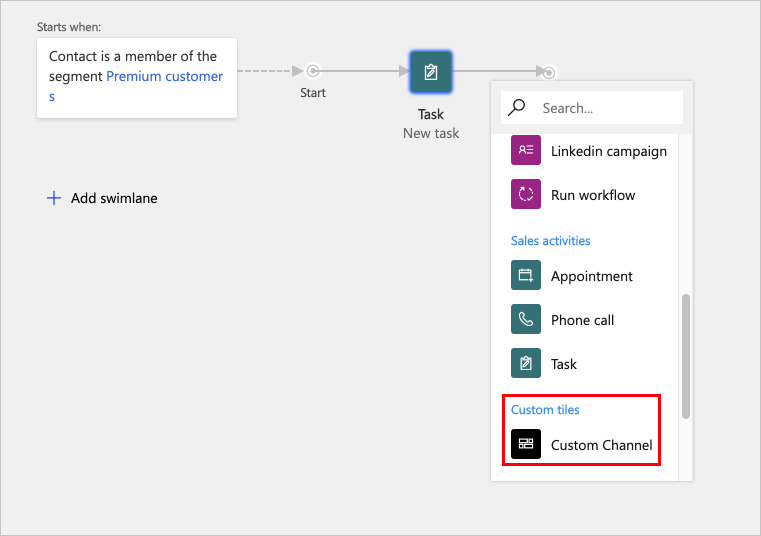 Starts when:
Contact is a member of the
segment Premium customer
s
Start
Task
New task
Add swimlane
Search...
Linkedin campaign
Run workflow
Sales activities
Appointment
Phone call
Task
Custom tiles
Custom Channel